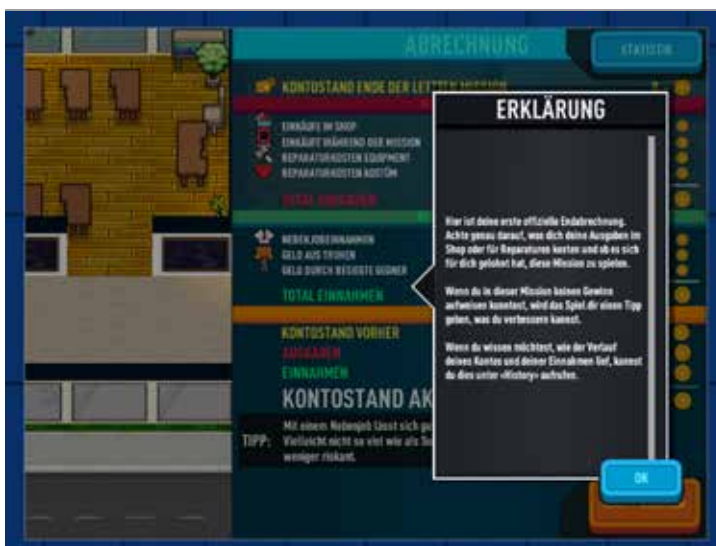 ABRECHNUNG
STATISTIK
KONTOSTAND ENDE DER LETZTEN MISSION
ERKLÄRUNG
EINKÄUFE IM SHOP
EINKÄUFE WÄHREND DER MISSION
REPARATURKOSTEN EQUIPMENT
REPARATURKOSTEN KOSTÜM
TOTAL AUSGABEN
NEBENJOBEINNAHMEN
GELD AUS TRUHEN
GELD DURCH BESIEGTE GEGNER
TOTAL EINNAHMEN
KONTOSTAND VORHER
AUSGABEN
EINNAHMEN
KONTOSTAND AK
TIPP:
Mit einem Nebenjob lässt sich
Vielleicht nicht so viel wie als
weniger riskant.
Hier ist deine erste offizielle Endabrechnung.
Achte genau darauf, was dich deine Ausgaben im
Shop oder für Reparaturen kosten und ob es sich
für dich gelohnt hat, diese Mission zu spielen.
Wenn du in dieser Mission keinen Gewinn
aufweisen konntest, wird das Spiel dir einen Tipp
geben, was du verbessern kannst.
Wenn du wissen möchtest, wie der Verlauf
deines Kontos und deiner Einnahmen lief, kannst
du dies unter «History» aufrufen.
OK